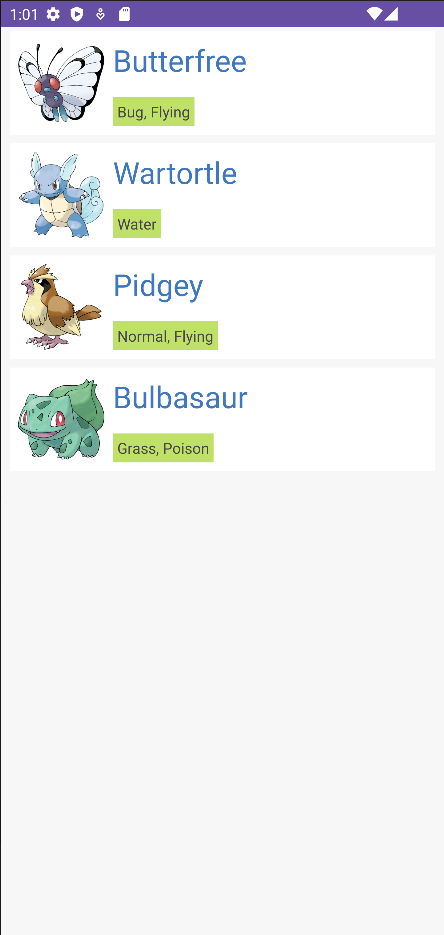 1:01
Butterfree
Bug, Flying
Wartortle
Water
Pidgey
Normal, Flying
Bulbasaur
Grass, Poison